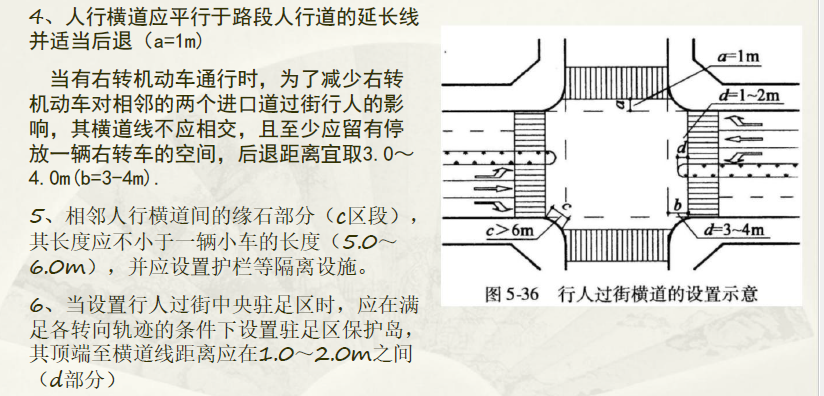 4、人行横道应平行于路段人行道的延长线
并适当后退（a=1m)
当有右转机动车通行时，为了减少右转
机动车对相邻的两个进口道过街行人的影
响，其横道线不应相交，且至少应留有停
放一辆右转车的空间，后退距离宜取3.0～
4.0m(b=3-4m).
5、相邻人行横道间的缘石部分（c区段），
其长度应不小于一辆小车的长度（5.0～
6.0m），并应设置护栏等隔离设施。
6、当设置行人过街中央驻足区时，应在满
足各转向轨迹的条件下设置驻足区保护岛，
其顶端至横道线距离应在1.0～2.0m之间
（d部分）
a=1m
a
d=1~2m
d
c
b
c>6m
d=3~4m
图 5-36 行人过街横道的设置示意